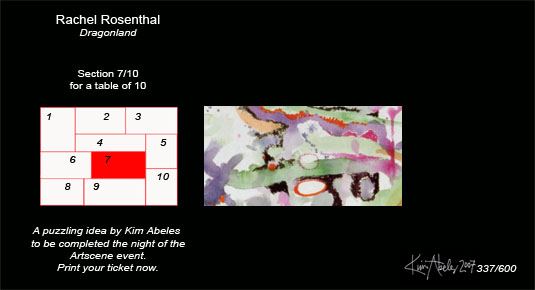 Rachel Rosenthal
Dragonland
Section 7/10
for a table of 10
1 2 3
4 5
6 7
8 9 10
A puzzling idea by Kim Abeles
to be completed the night of the
Artscene event.
Print your ticket now.
Kim Abeles 2007 337/600